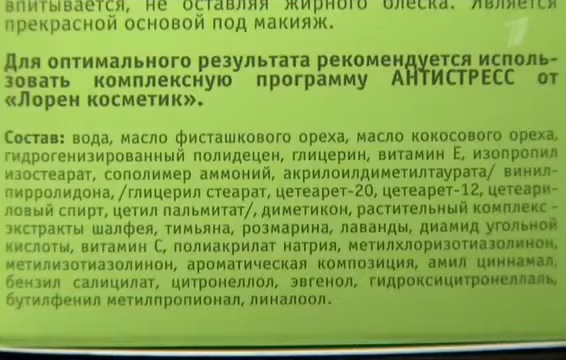 впитывается, не оставляя жирного блеска. Является
прекрасной основой под макияж.
Для оптимального результата рекомендуется исполь-
зовать комплексную программу АНТИСТРЕСС от
«Лорен косметик».
Состав: вода, масло фисташкового ореха, масло кокосового ореха,
гидрогенизированный полидецен, глицерин, витамин Е, изопропил
изостеарат, сополимер аммоний, акрилоилдиметилтаурата/ винил-
пирролидона, /глицерил стеарат, цетеарет-20, цетеарет-12, цетеари-
ловый спирт, цетил пальмитат/, диметикон, растительный комплекс -
экстракты шалфея, тимьяна, розмарина, лаванды, диамид угольной
кислоты, витамин С, полиакрилат натрия, метилхлоризотиазолинон,
метилизотиазолинон, ароматическая композиция, амил циннамал,
бензил салицилат, цитронеллол, эвгенол, гидроксицитронеллаль,
бутилфенил метилпропионал, линалоол.